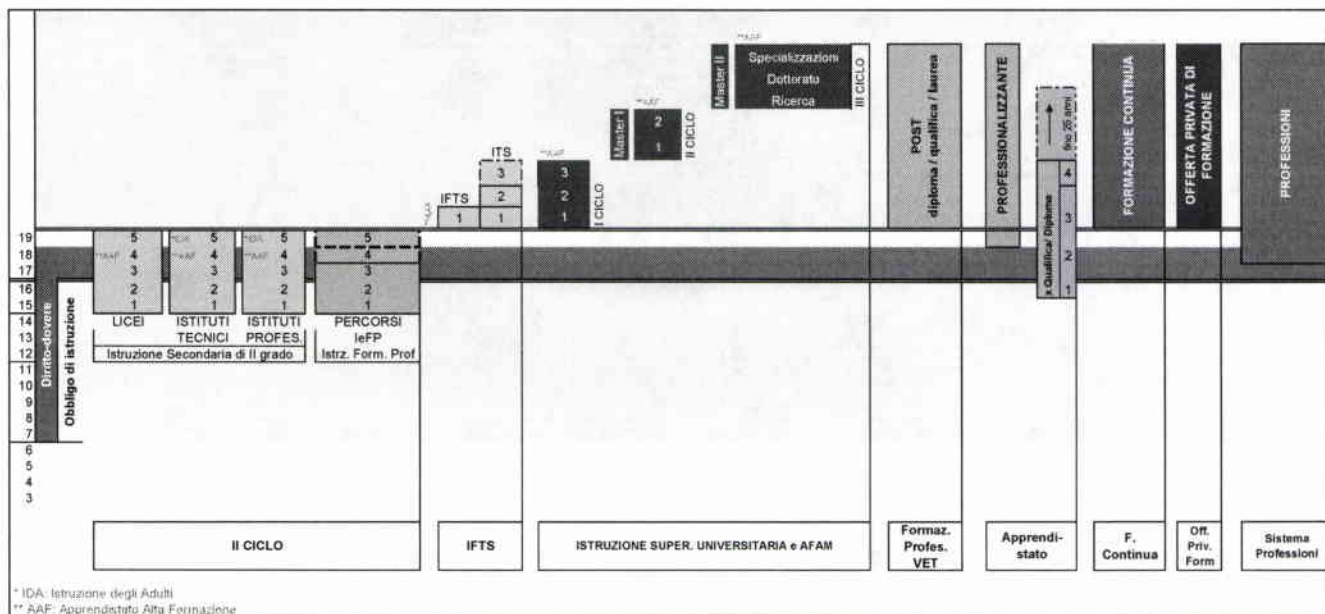 **AAF
Specializzazioni
Dottorato
Ricerca
Master II
III CICLO
**AAF
2
1
Master I
II CICLO
ITS
3
2
1
IFTS
1
**AAF
3
2
1
I CICLO
POST
diploma / qualifica / laurea
PROFESSIONALIZZANTE
fino 25 anni
x Qualifica/ Diploma
4
3
2
1
FORMAZIONE CONTINUA
OFFERTA PRIVATA DI
FORMAZIONE
PROFESSIONI
19
18
17
16
15
14
13
12
11
10
9
8
7
6
5
4
3
Diritto-dovere
Obbligo di istruzione
5
**AAF 4
3
2
1
LICEI
*IDA 5
**AAF 4
3
2
1
ISTITUTI
TECNICI
*IDA 5
**AAF 4
3
2
1
ISTITUTI
PROFES.
Istruzione Secondaria di II grado
5
4
3
2
1
PERCORSI
IeFP
Istrz. Form. Prof
II CICLO
IFTS
ISTRUZIONE SUPER. UNIVERSITARIA e AFAM
Formaz.
Profes.
VET
Apprendi-
stato
F.
Continua
Off.
Priv.
Form
Sistema
Professioni
* IDA: Istruzione degli Adulti
** AAF: Apprendistato Alta Formazione